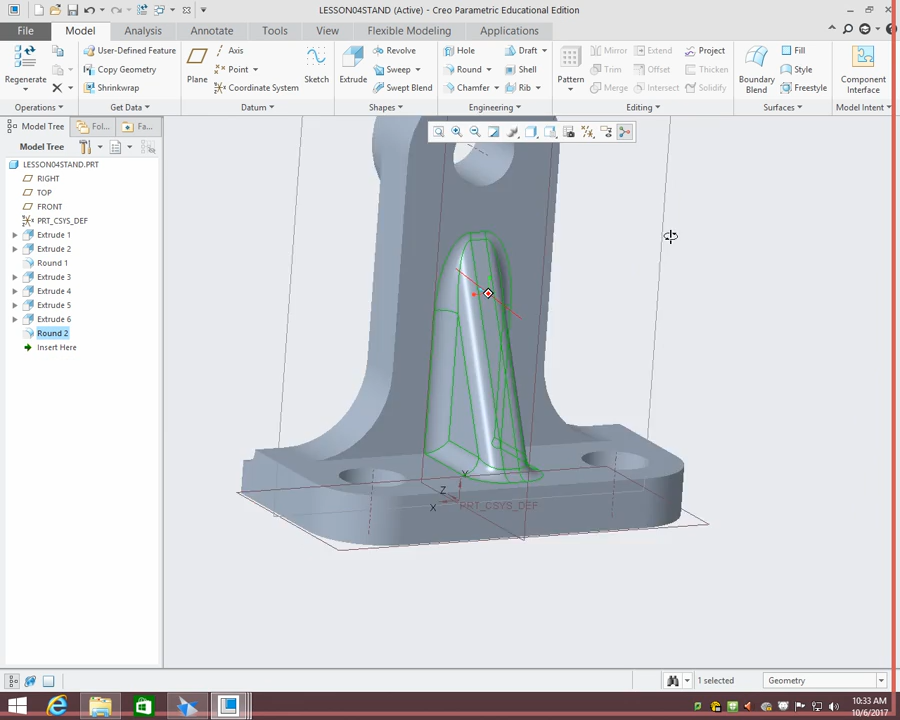 LESSON04STAND (Active) - Creo Parametric Educational Edition
File Model Analysis Annotate Tools View Flexible Modeling Applications
User-Defined Feature Axis Revolve Hole Draft Mirror Extend Project Fill
Copy Geometry Point Sweep Round Shell Trim Offset Thicken Style
Shrinkwrap Coordinate System Swept Blend Chamfer Rib Merge Intersect Solidify Freestyle
Regenerate Plane Sketch Extrude Pattern Boundary Blend Component Interface
Operations Get Data Datum Shapes Engineering Editing Surfaces Model Intent
Model Tree Fol... Fa...
Model Tree
LESSON04STAND.PRT
RIGHT
TOP
FRONT
PRT_CSYS_DEF
Extrude 1
Extrude 2
Round 1
Extrude 3
Extrude 4
Extrude 5
Extrude 6
Round 2
Insert Here
Y
Z
X
PRT_CSYS_DEF
1 selected Geometry
10:33 AM
10/6/2017